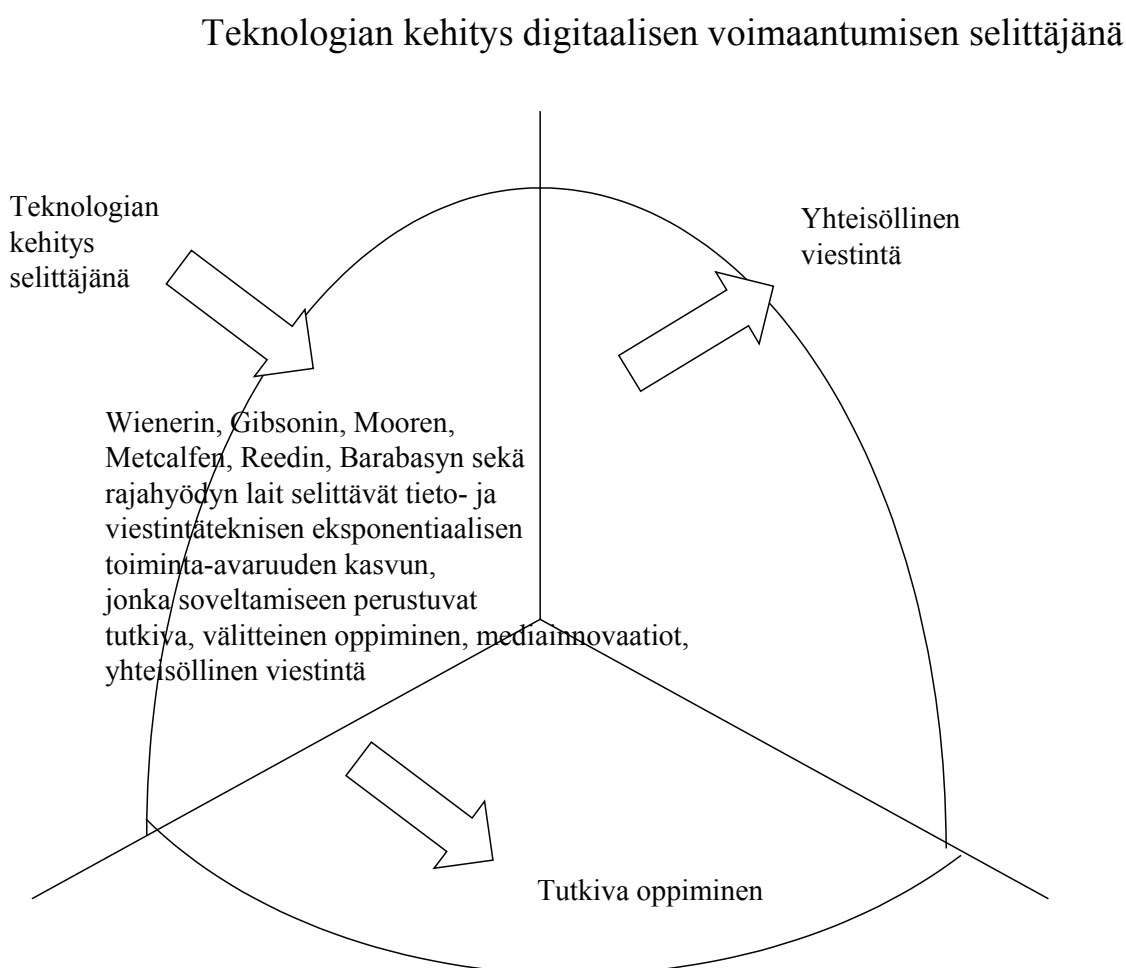 Teknologian kehitys digitaalisen voimaantumisen selittäjänä
Teknologian
kehitys
selittäjänä
Yhteisöllinen
viestintä
Wienerin, Gibsonin, Mooren,
Metcalfen, Reedin, Barabasyn sekä
rajahyödyn lait selittävät tieto- ja
viestintäteknisen eksponentiaalisen
toiminta-avaruuden kasvun,
jonka soveltamiseen perustuvat
tutkiva, välitteinen oppiminen, mediainnovaatiot,
yhteisöllinen viestintä
Tutkiva oppiminen